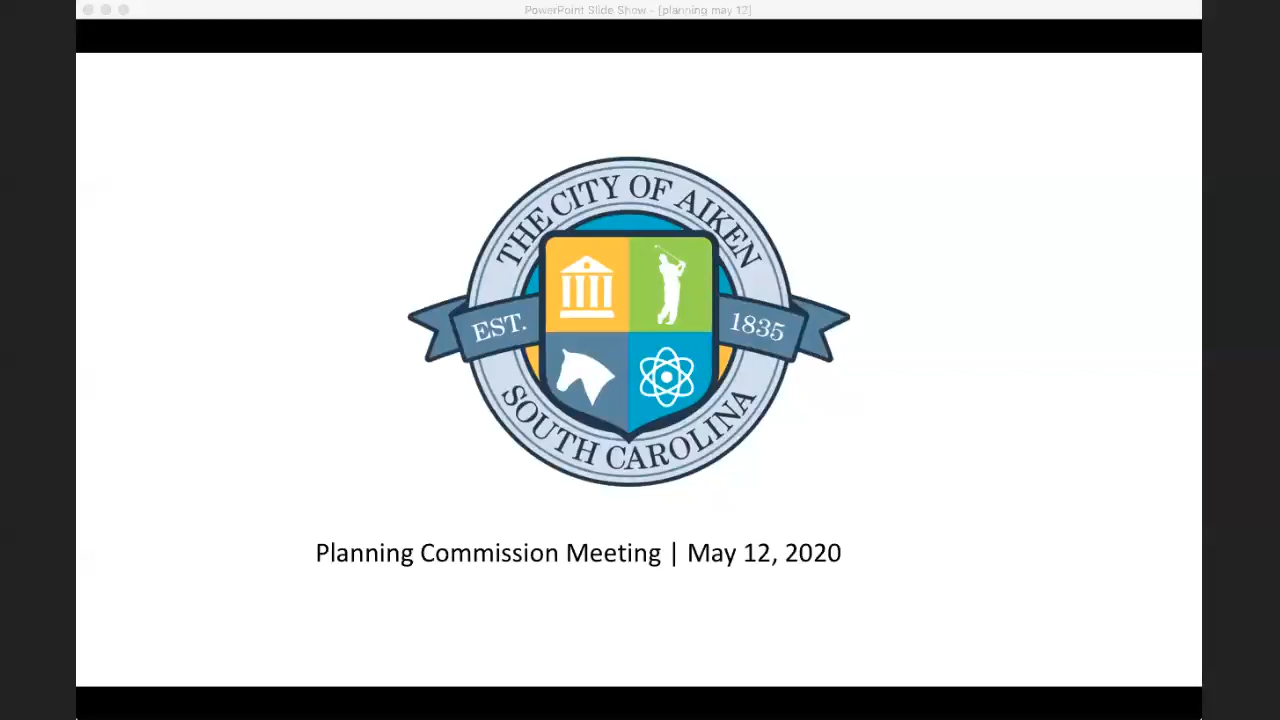 PowerPoint Slide Show - [planning may 12]
THE CITY OF AIKEN
EST.
1835
SOUTH CAROLINA
Planning Commission Meeting | May 12, 2020